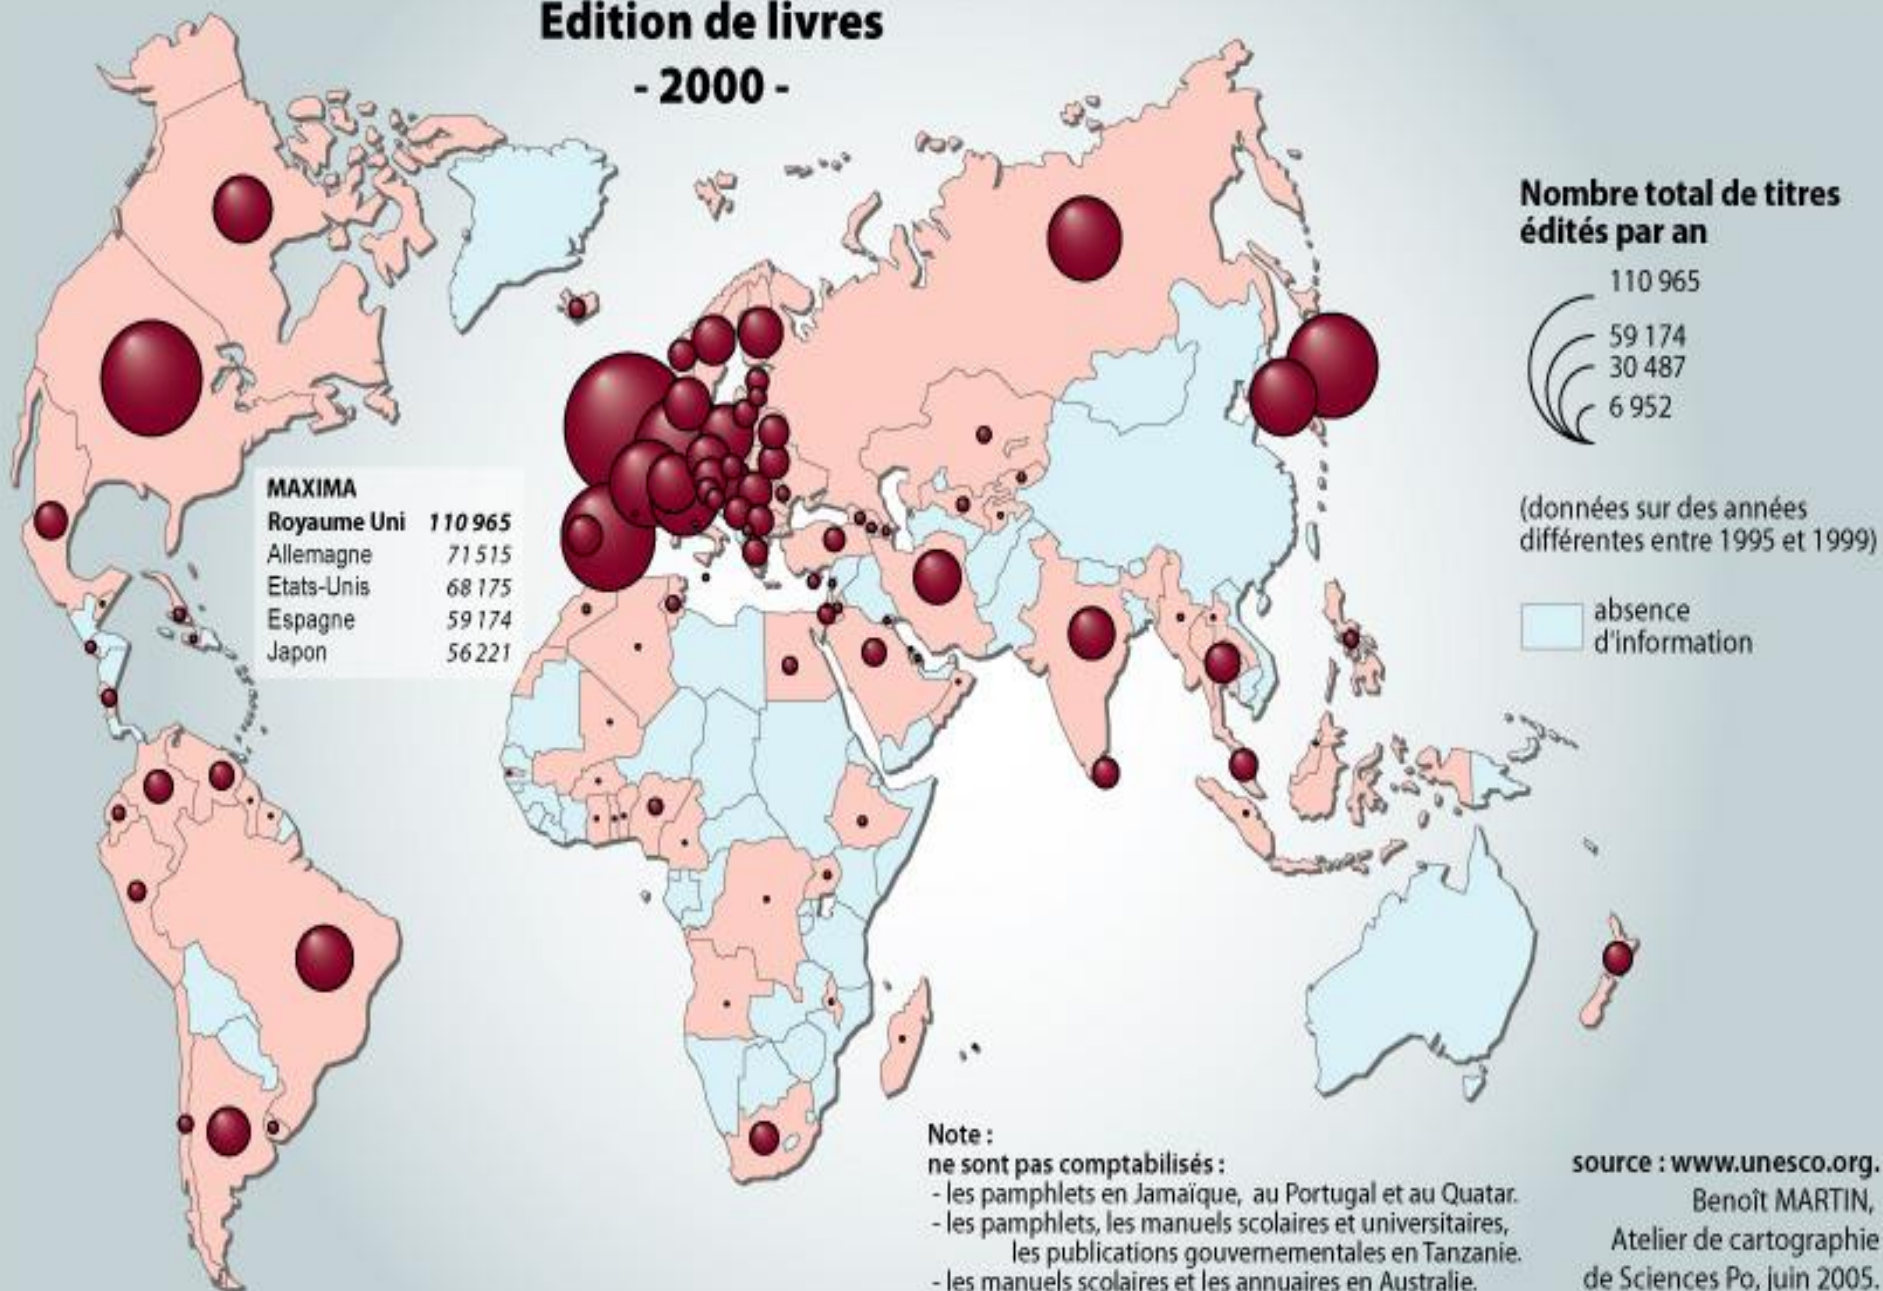 Edition de livres
- 2000 -
Nombre total de titres
édités par an
110 965
59 174
30 487
6 952
(données sur des années
différentes entre 1995 et 1999)
absence
d'information
MAXIMA
Royaume Uni 110 965
Allemagne 71 515
Etats-Unis 68 175
Espagne 59 174
Japon 56 221
Note :
ne sont pas comptabilisés :
- les pamphlets en Jamaïque, au Portugal et au Quatar.
- les pamphlets, les manuels scolaires et universitaires,
les publications gouvernementales en Tanzanie.
- les manuels scolaires et les annuaires en Australie.
source : www.unesco.org.
Benoît MARTIN,
Atelier de cartographie
de Sciences Po, juin 2005.